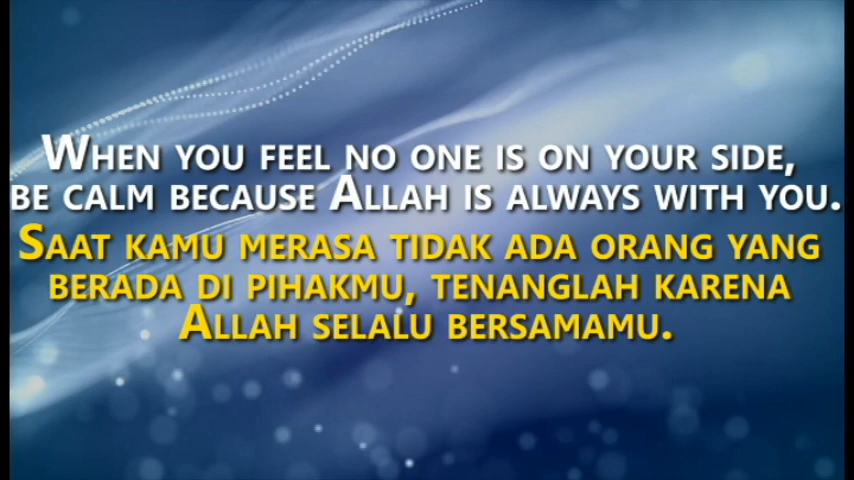 When you feel no one is on your side,
be calm because Allah is always with you.
Saat kamu merasa tidak ada orang yang
berada di pihakmu, tenanglah karena
Allah selalu bersamamu.